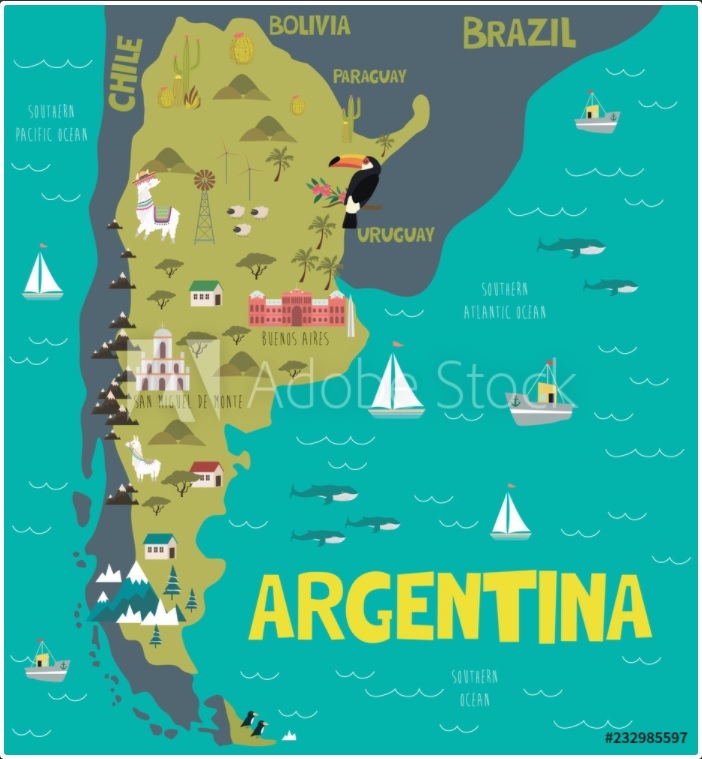 BOLIVIA
BRAZIL
CHILE
PARAGUAY
SOUTHERN
PACIFIC OCEAN
URUGUAY
SOUTHERN
ATLANTIC OCEAN
BUENOS AIRES
Adobe Stock
SAN MIGUEL DE MONTE
ARGENTINA
SOUTHERN
OCEAN
#232985597